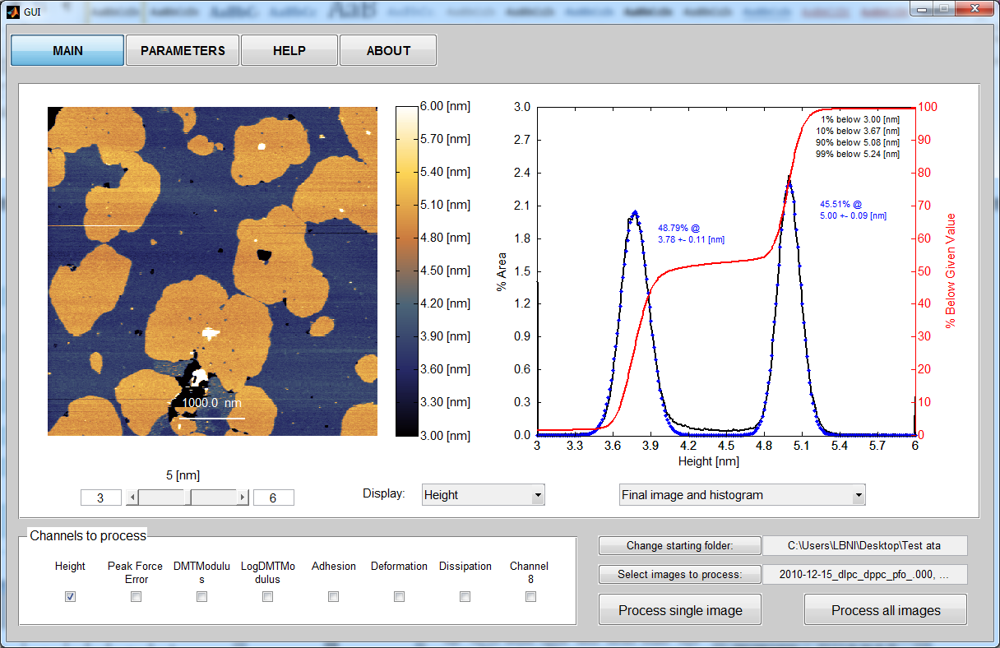 GUI
MAIN
PARAMETERS
HELP
ABOUT
6.00 [nm]
5.70 [nm]
5.40 [nm]
5.10 [nm]
4.80 [nm]
4.50 [nm]
4.20 [nm]
3.90 [nm]
3.60 [nm]
3.30 [nm]
3.00 [nm]
1000.0 nm
3.0
2.7
2.4
2.1
1.8
1.5
1.2
0.9
0.6
0.3
0.0
% Area
3 3.3 3.6 3.9 4.2 4.5 4.8 5.1 5.4 5.7 6
Height [nm]
1% below 3.00 [nm]
10% below 3.67 [nm]
90% below 5.08 [nm]
99% below 5.24 [nm]
48.79% @
3.78 +- 0.11 [nm]
45.51% @
5.00 +- 0.09 [nm]
100
90
80
70
60
50
40
30
20
10
0
% Below Given Value
5 [nm]
3
6
Display:
Height
Final image and histogram
Channels to process
Height
Peak Force
Error
DMTModulu
s
LogDMTMo
dulus
Adhesion
Deformation
Dissipation
Channel
8
Change starting folder:
C:\Users\LBNI\Desktop\Test ata
Select images to process:
2010-12-15_dlpc_dppc_pfo_.000, ...
Process single image
Process all images